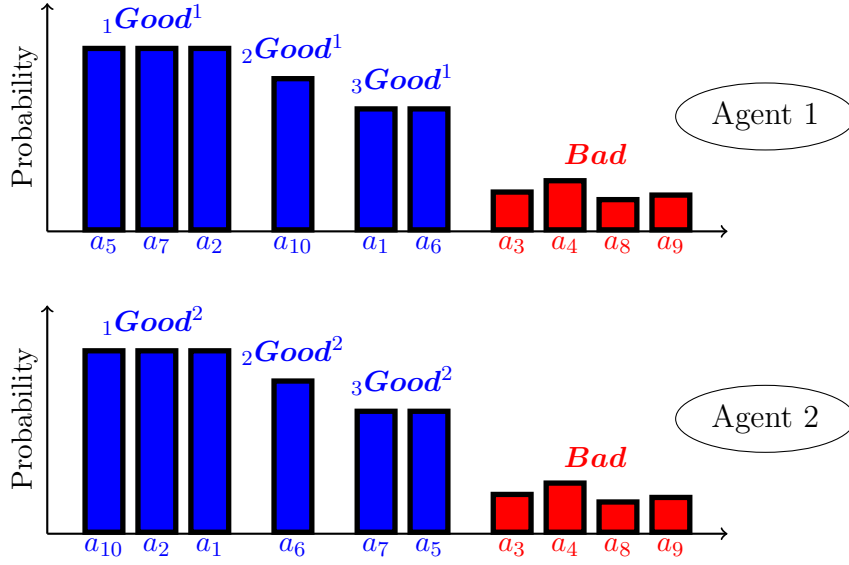 ₁Good¹
₂Good¹
₃Good¹
Bad
Agent 1
Probability
a₅ a₇ a₂ a₁₀ a₁ a₆ a₃ a₄ a₈ a₉
₁Good²
₂Good²
₃Good²
Bad
Agent 2
Probability
a₁₀ a₂ a₁ a₆ a₇ a₅ a₃ a₄ a₈ a₉